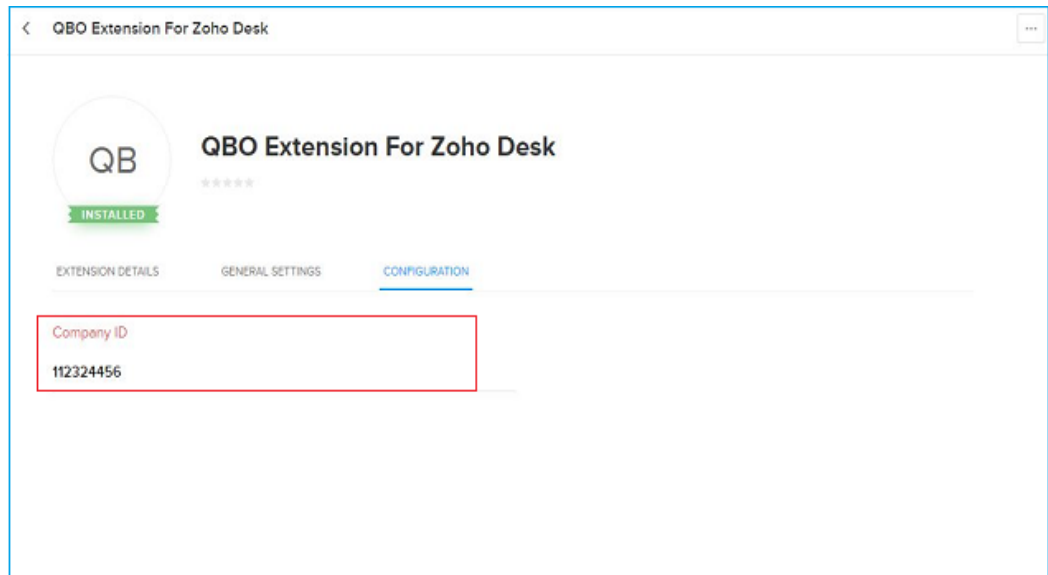 QBO Extension For Zoho Desk
QB
QBO Extension For Zoho Desk
INSTALLED
EXTENSION DETAILS GENERAL SETTINGS CONFIGURATION
Company ID
112324456